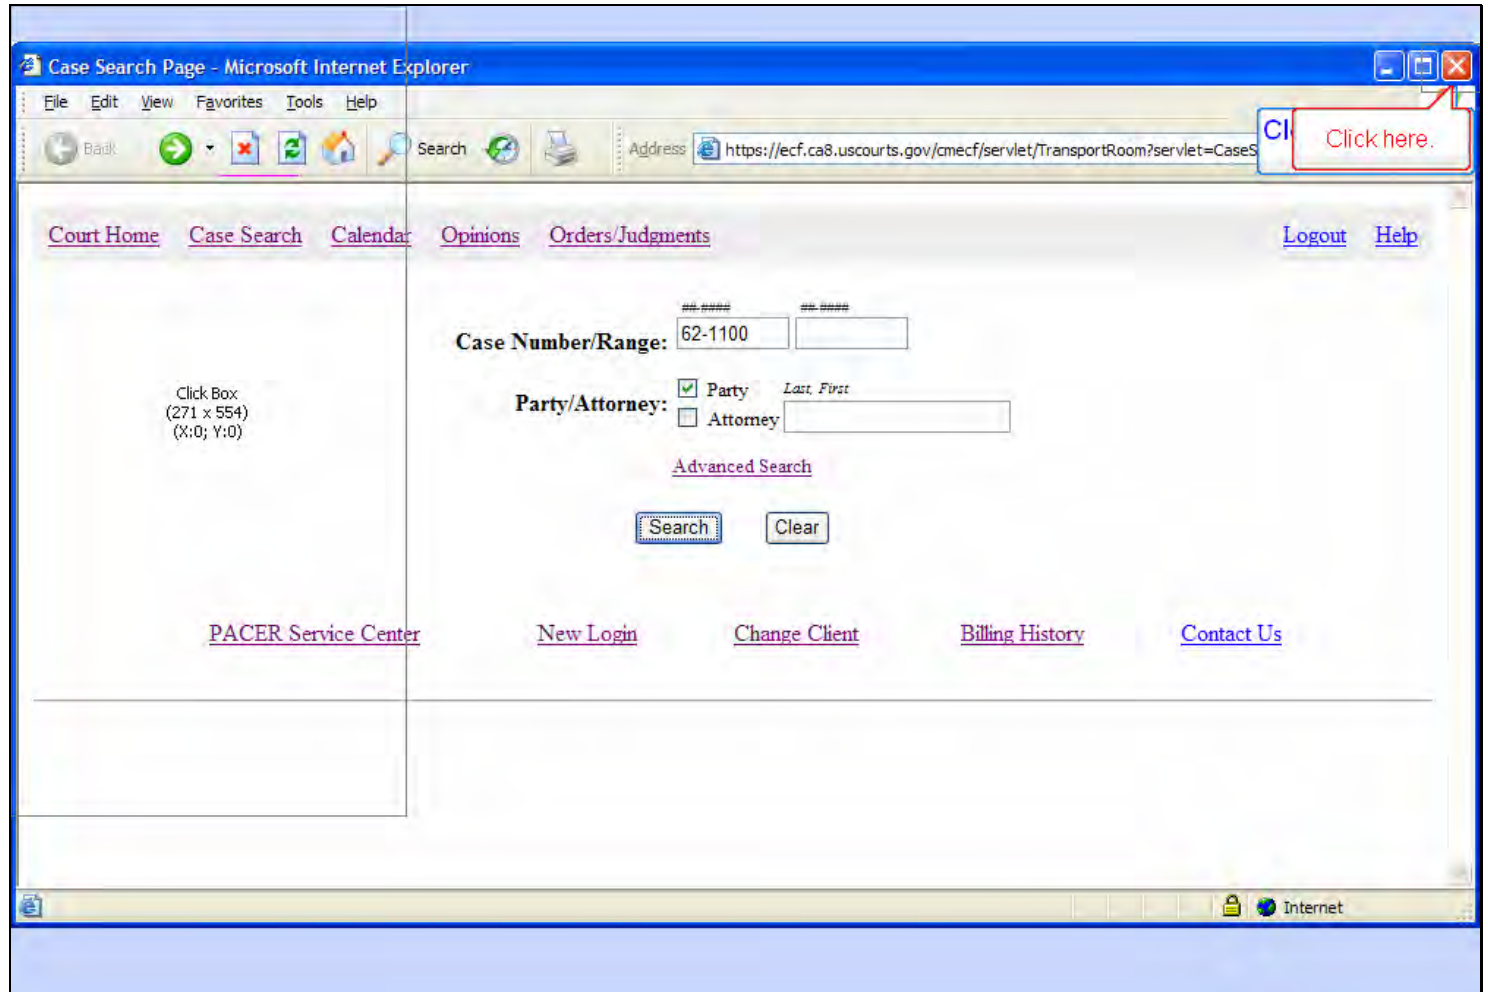 Case Search Page - Microsoft Internet Explorer
File Edit View Favorites Tools Help
Back Search Address https://ecf.ca8.uscourts.gov/cmecf/servlet/TransportRoom?servlet=CaseS
Click here.
Court Home Case Search Calendar Opinions Orders/Judgments Logout Help
##-#### ##-####
Case Number/Range: 62-1100
Party/Attorney: Party Last, First
Attorney
Click Box
(271 x 554)
(X:0; Y:0)
Advanced Search
Search Clear
PACER Service Center New Login Change Client Billing History Contact Us
Internet